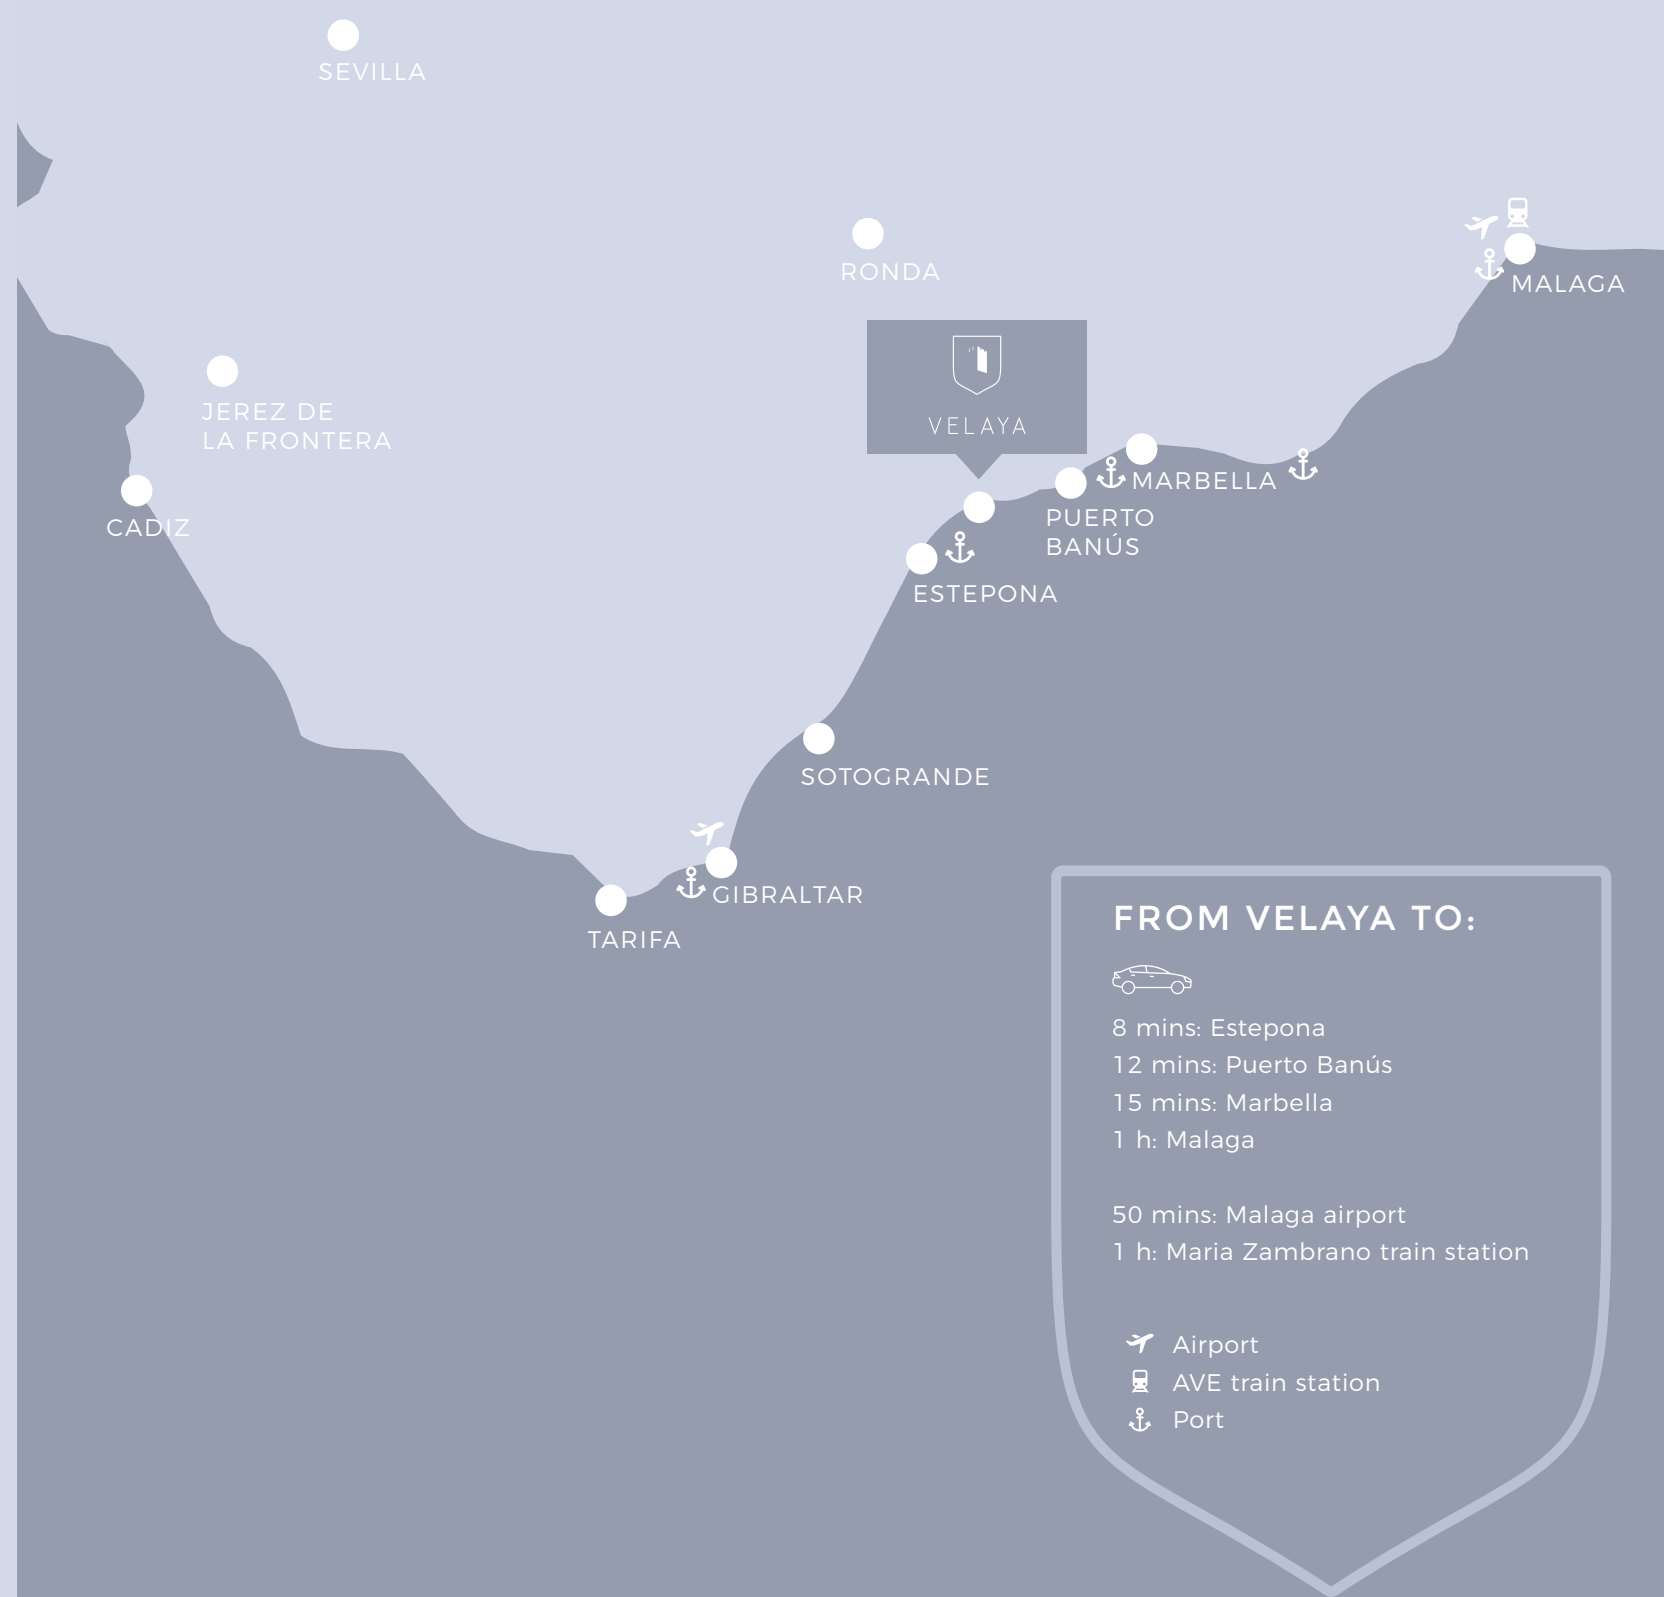 SEVILLA
RONDA
MALAGA
JEREZ DE
LA FRONTERA
VELAYA
MARBELLA
CADIZ
PUERTO
BANÚS
ESTEPONA
SOTOGRANDE
GIBRALTAR
TARIFA
FROM VELAYA TO:
8 mins: Estepona
12 mins: Puerto Banús
15 mins: Marbella
1 h: Malaga
50 mins: Malaga airport
1 h: Maria Zambrano train station
Airport
AVE train station
Port